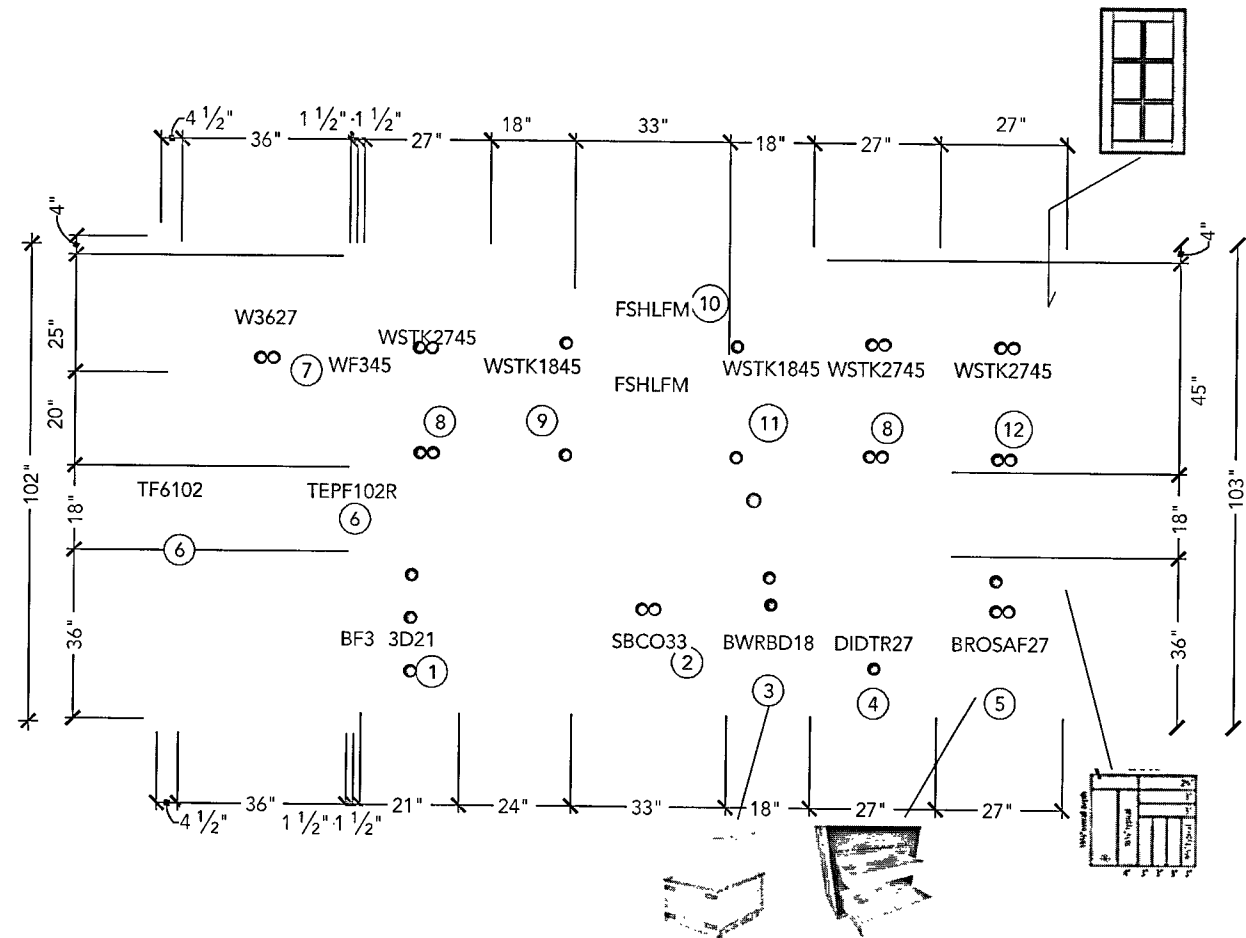 4 ½" 36" 1 ½" 1 ½" 27" 18" 33" 18" 27" 27"
4" 4"
FSHLFM 10
W3627
WSTK2745
25"
7 WF345 WSTK1845 WSTK1845 WSTK2745 WSTK2745
FSHLFM
45"
20"
8 9 11 8 12
102" 103"
TF6102 TEPF102R
6
18" 18"
6
36" 36"
BF3 3D21 SBCO33 BWRBD18 DIDTR27 BROSAF27
1 2
3 4 5
4 ½" 36" 1 ½" 1 ½" 21" 24" 33" 18" 27" 27"